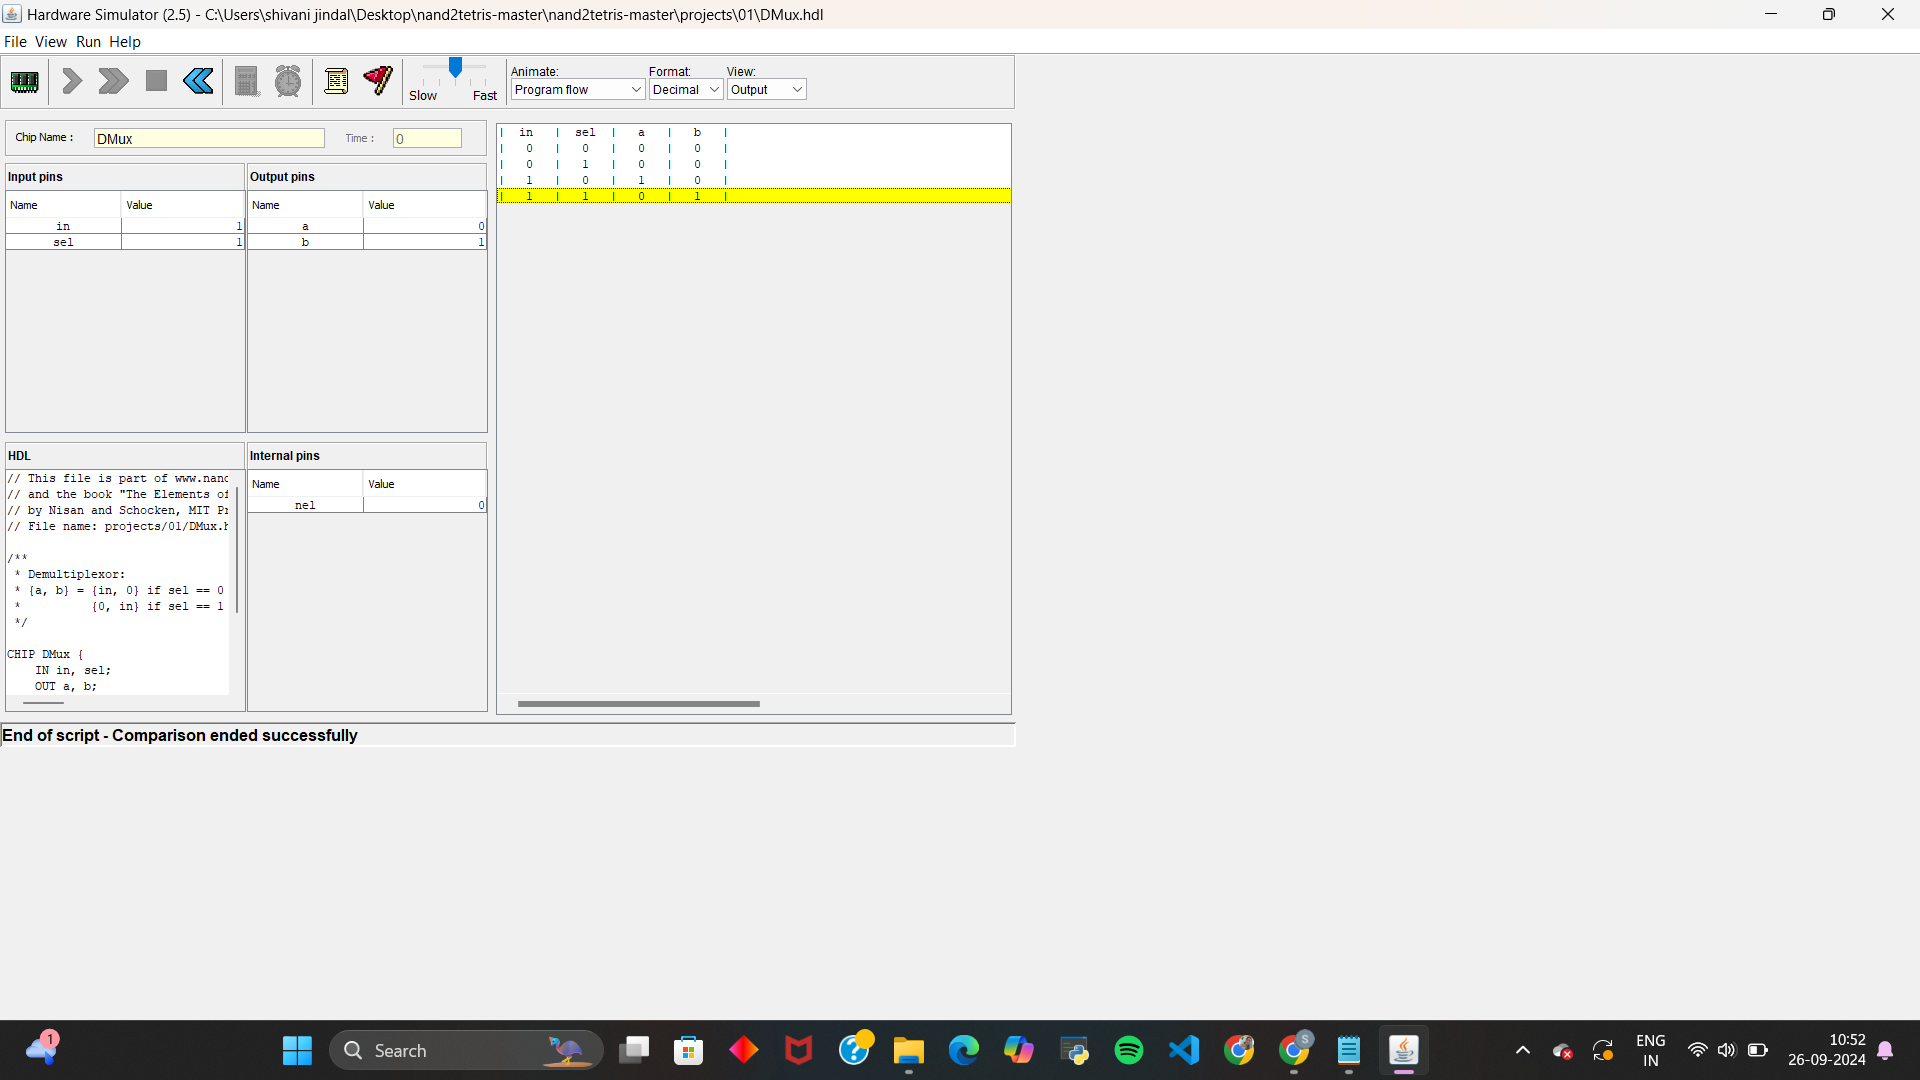 Hardware Simulator (2.5) - C:\Users\shivani jindal\Desktop\nand2tetris-master\nand2tetris-master\projects\01\DMux.hdl
File View Run Help
Slow Fast
Animate: Format: View:
Program flow Decimal Output
Chip Name : DMux Time : 0
Input pins Output pins
Name Value Name Value
in 1 a 0
sel 1 b 1
| in | sel | a | b |
| 0 | 0 | 0 | 0 |
| 0 | 1 | 0 | 0 |
| 1 | 0 | 1 | 0 |
| 1 | 1 | 0 | 1 |
HDL
// This file is part of www.nand
// and the book "The Elements of
// by Nisan and Schocken, MIT Pr
// File name: projects/01/DMux.h
/**
* Demultiplexor:
* {a, b} = {in, 0} if sel == 0
* {0, in} if sel == 1
*/
CHIP DMux {
IN in, sel;
OUT a, b;
Internal pins
Name Value
nel 0
End of script - Comparison ended successfully
1
Search
S
ENG
IN
10:52
26-09-2024